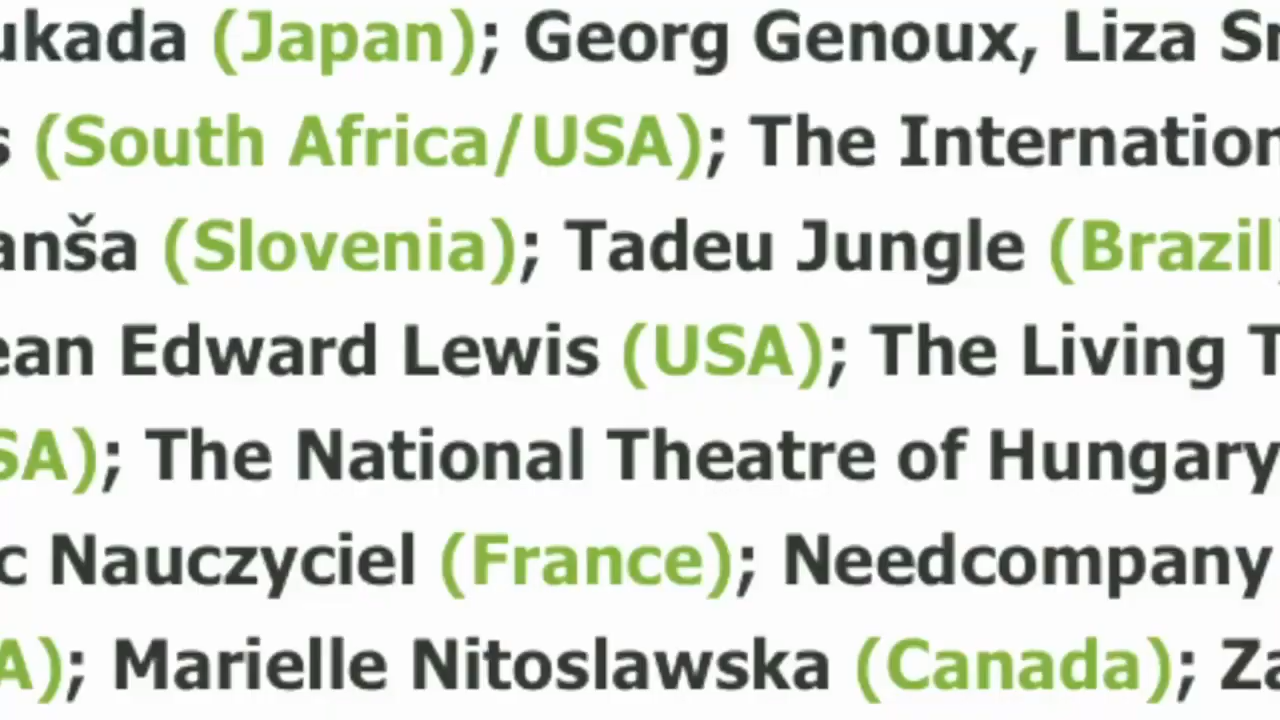 ukada (Japan); Georg Genoux, Liza
(South Africa/USA); The Internation
anša (Slovenia); Tadeu Jungle (Brazil)
ean Edward Lewis (USA); The Living T
SA); The National Theatre of Hungary
c Nauczyciel (France); Needcompany
A); Marielle Nitoslawska (Canada); Za